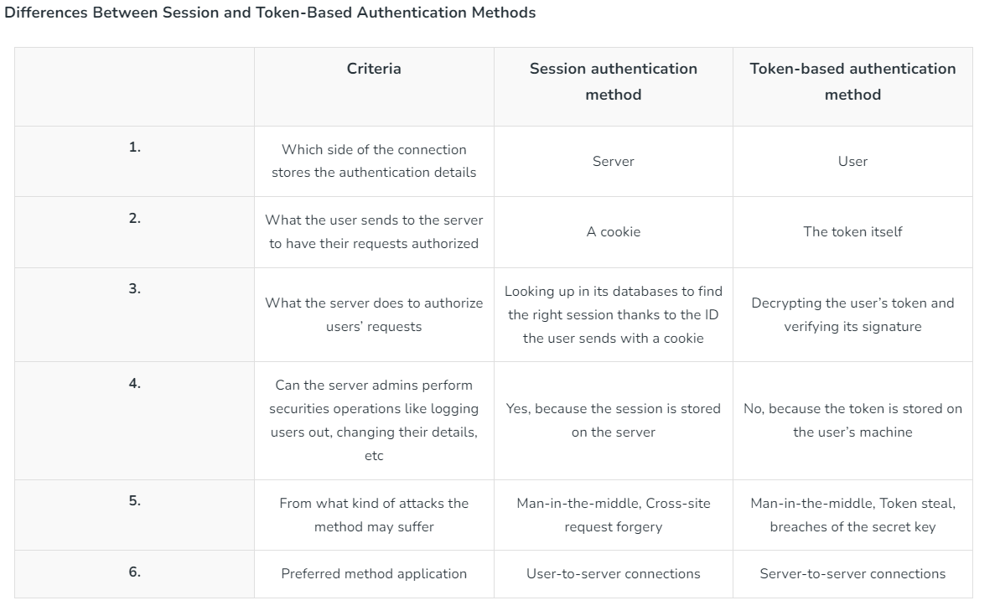 Differences Between Session and Token-Based Authentication Methods
Criteria
Session authentication
method
Token-based authentication
method
1.
Which side of the connection
stores the authentication details
Server
User
2.
What the user sends to the server
to have their requests authorized
A cookie
The token itself
3.
What the server does to authorize
users’ requests
Looking up in its databases to find
the right session thanks to the ID
the user sends with a cookie
Decrypting the user’s token and
verifying its signature
4.
Can the server admins perform
securities operations like logging
users out, changing their details,
etc
Yes, because the session is stored
on the server
No, because the token is stored on
the user’s machine
5.
From what kind of attacks the
method may suffer
Man-in-the-middle, Cross-site
request forgery
Man-in-the-middle, Token steal,
breaches of the secret key
6.
Preferred method application
User-to-server connections
Server-to-server connections